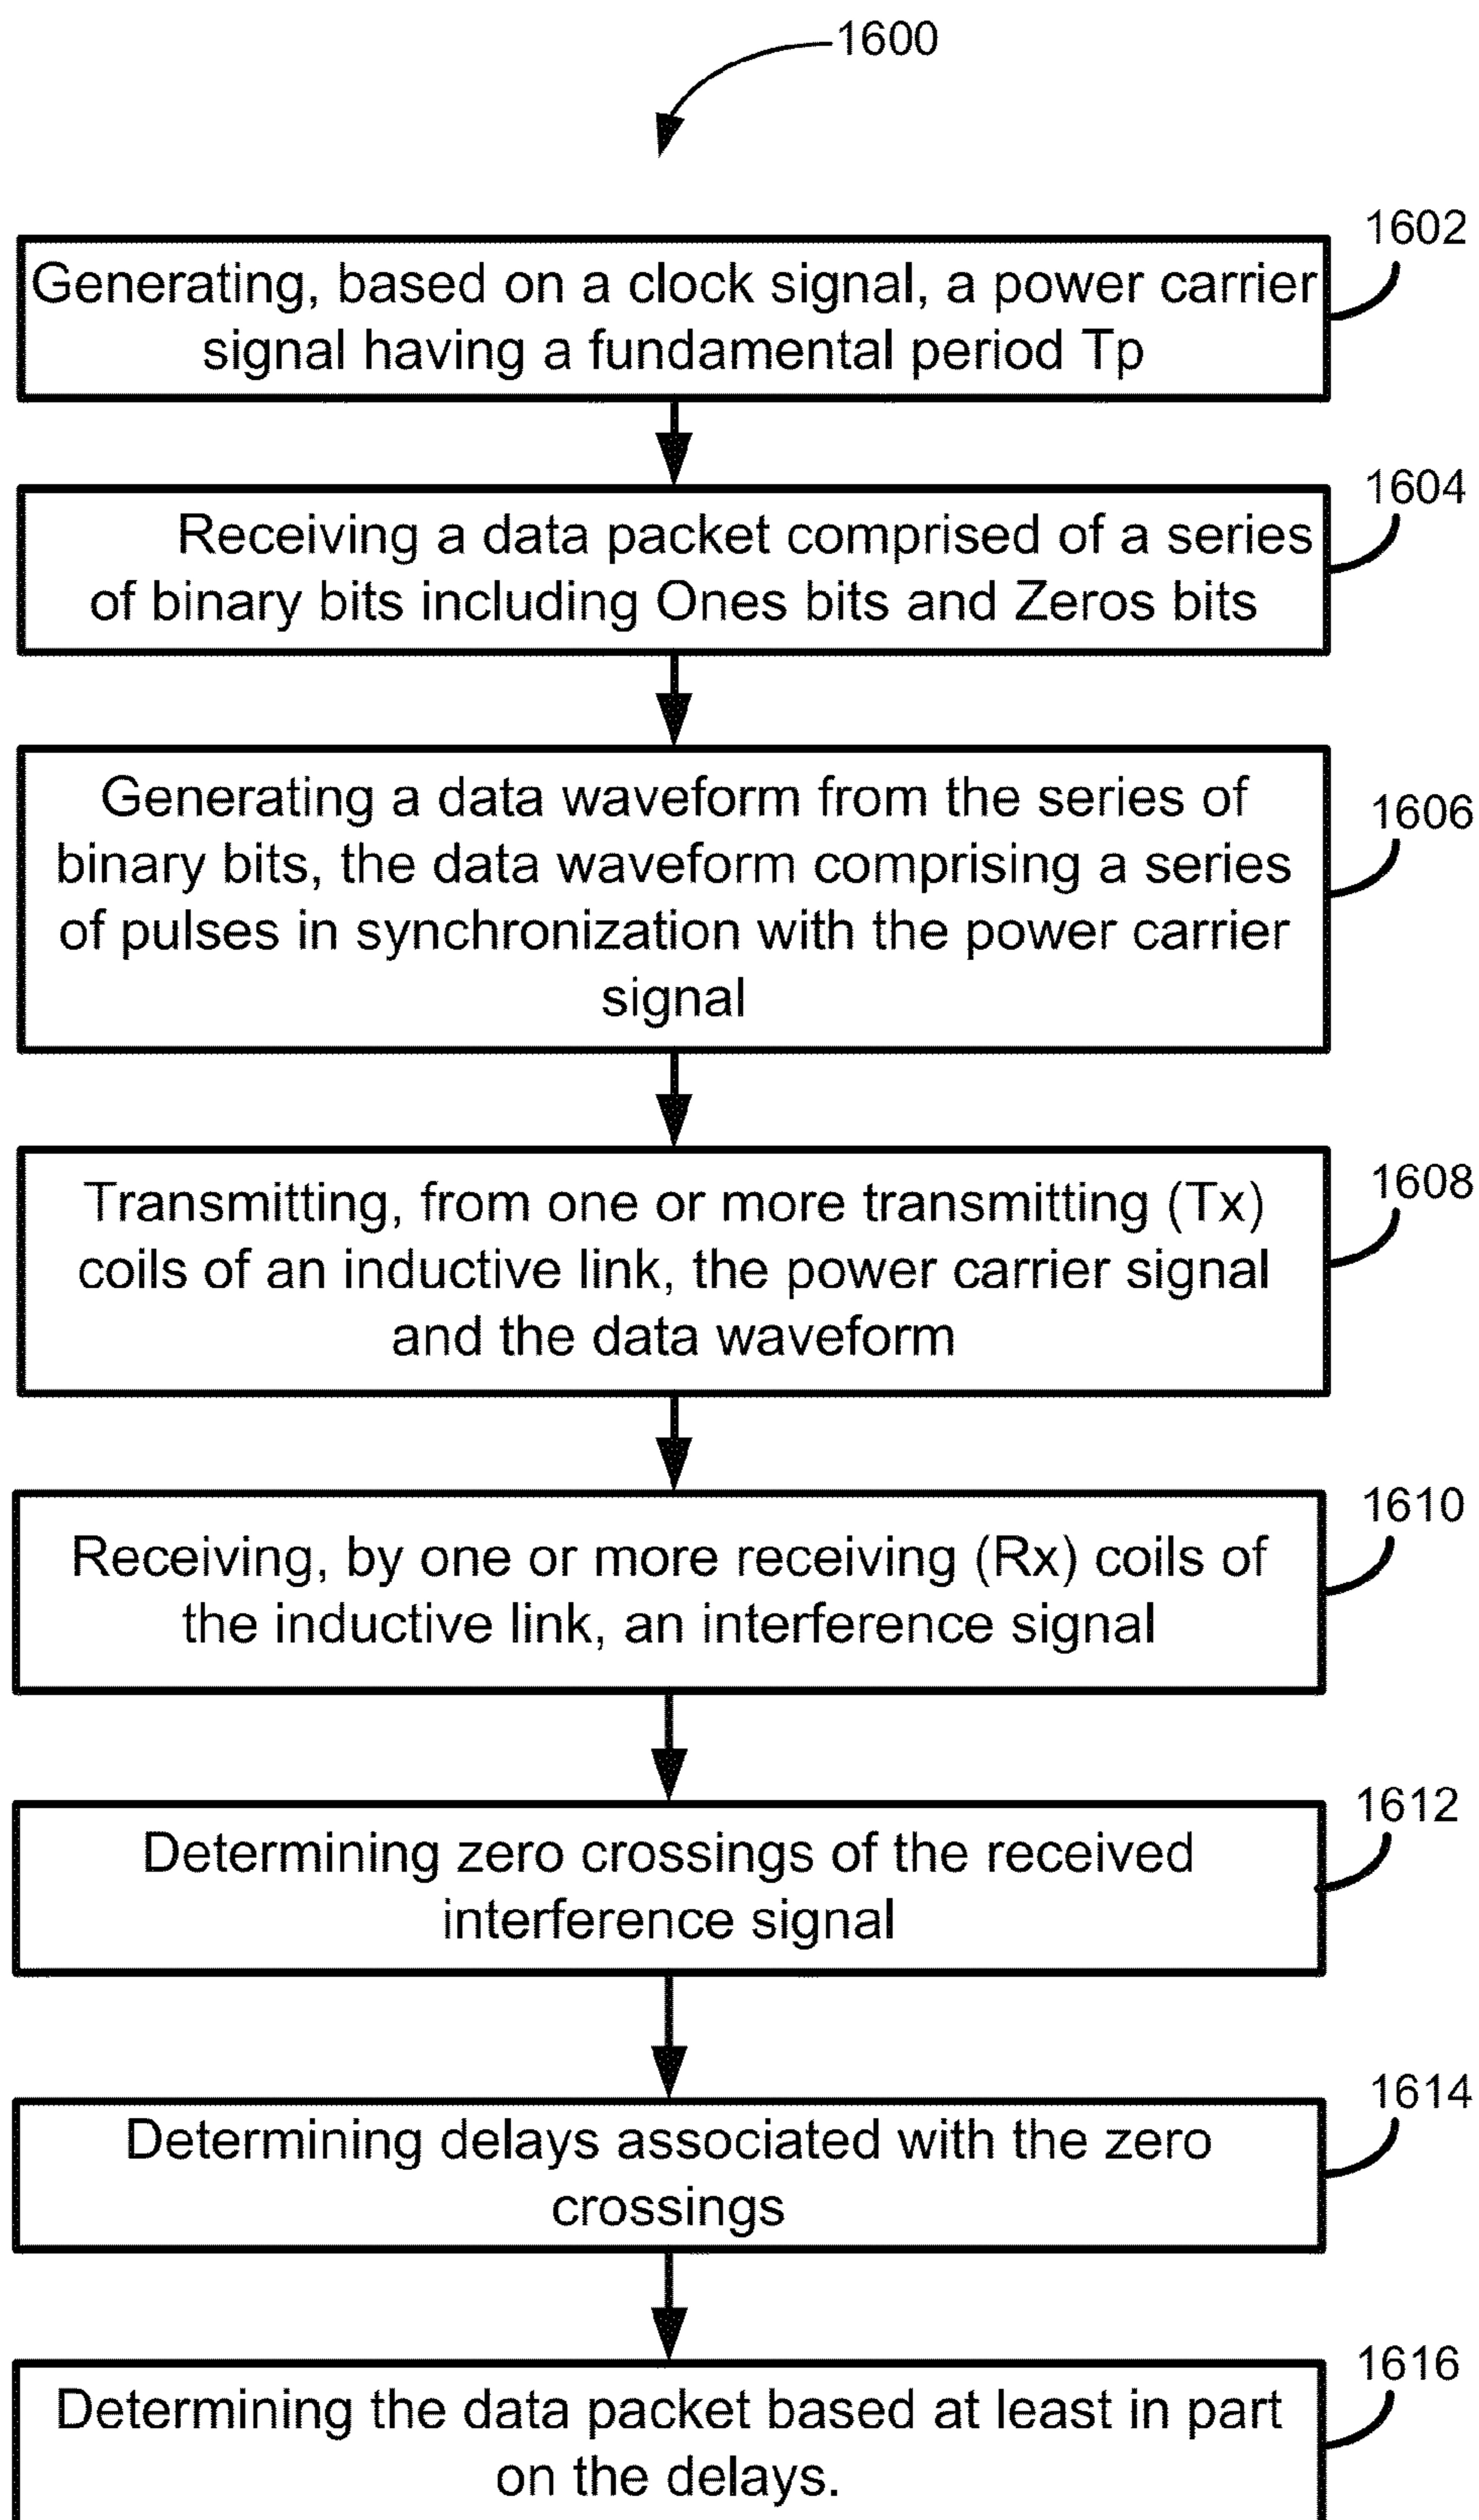 1600
1602
Generating, based on a clock signal, a power carrier
signal having a fundamental period Tp
1604
Receiving a data packet comprised of a series
of binary bits including Ones bits and Zeros bits
1606
Generating a data waveform from the series of
binary bits, the data waveform comprising a series
of pulses in synchronization with the power carrier
signal
1608
Transmitting, from one or more transmitting (Tx)
coils of an inductive link, the power carrier signal
and the data waveform
1610
Receiving, by one or more receiving (Rx) coils of
the inductive link, an interference signal
1612
Determining zero crossings of the received
interference signal
1614
Determining delays associated with the zero
crossings
1616
Determining the data packet based at least in part
on the delays.